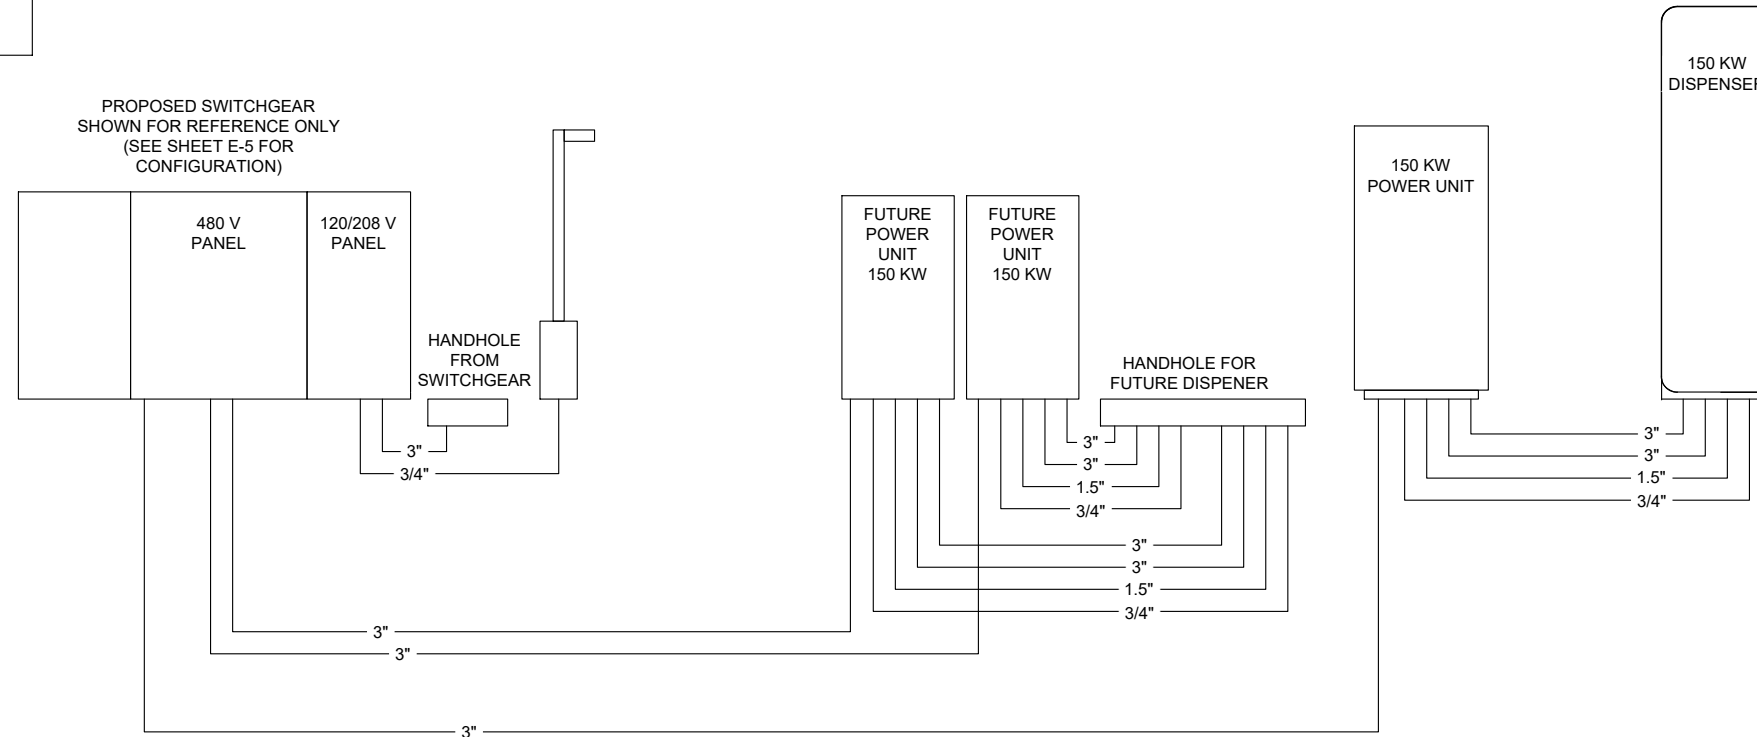 PROPOSED SWITCHGEAR
SHOWN FOR REFERENCE ONLY
(SEE SHEET E-5 FOR
CONFIGURATION)
480 V
PANEL
120/208 V
PANEL
HANDHOLE
FROM
SWITCHGEAR
FUTURE
POWER
UNIT
150 KW
FUTURE
POWER
UNIT
150 KW
HANDHOLE FOR
FUTURE DISPENER
150 KW
POWER UNIT
150 KW
DISPENSER
3"
3/4"
3"
3"
1.5"
3/4"
3"
3"
1.5"
3/4"
3"
3"
1.5"
3/4"
3"
3"
3"